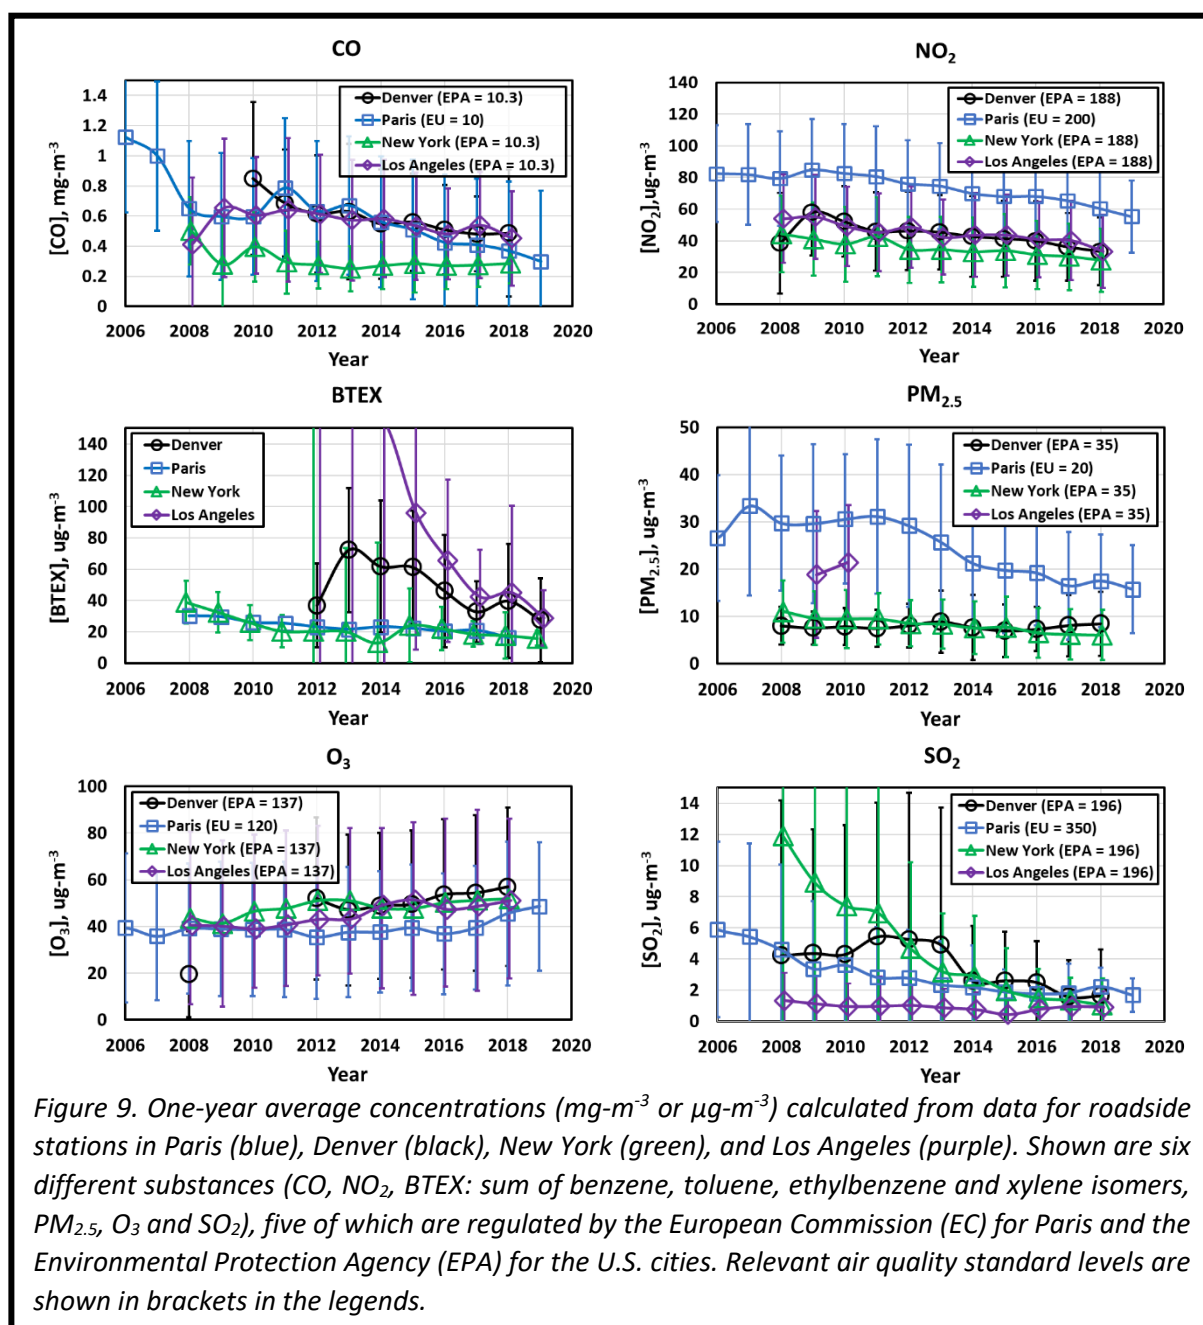 CO
1.4
1.2
1
0.8
0.6
0.4
0.2
0
[CO], mg-m-3
Denver (EPA = 10.3)
Paris (EU = 10)
New York (EPA = 10.3)
Los Angeles (EPA = 10.3)
2006 2008 2010 2012 2014 2016 2018 2020
Year
NO2
140
120
100
80
60
40
20
0
[NO2],ug-m-3
Denver (EPA = 188)
Paris (EU = 200)
New York (EPA = 188)
Los Angeles (EPA = 188)
2006 2008 2010 2012 2014 2016 2018 2020
Year
BTEX
140
120
100
80
60
40
20
0
[BTEX], ug-m-3
Denver
Paris
New York
Los Angeles
2006 2008 2010 2012 2014 2016 2018 2020
Year
PM2.5
50
40
30
20
10
0
[PM2.5], ug-m-3
Denver (EPA = 35)
Paris (EU = 20)
New York (EPA = 35)
Los Angeles (EPA = 35)
2006 2008 2010 2012 2014 2016 2018 2020
Year
O3
100
80
60
40
20
0
[O3], ug-m-3
Denver (EPA = 137)
Paris (EU = 120)
New York (EPA = 137)
Los Angeles (EPA = 137)
2006 2008 2010 2012 2014 2016 2018 2020
Year
SO2
14
12
10
8
6
4
2
0
[SO2], ug-m-3
Denver (EPA = 196)
Paris (EU = 350)
New York (EPA = 196)
Los Angeles (EPA = 196)
2006 2008 2010 2012 2014 2016 2018 2020
Year
Figure 9. One-year average concentrations (mg-m-3 or μg-m-3) calculated from data for roadside
stations in Paris (blue), Denver (black), New York (green), and Los Angeles (purple). Shown are six
different substances (CO, NO2, BTEX: sum of benzene, toluene, ethylbenzene and xylene isomers,
PM2.5, O3 and SO2), five of which are regulated by the European Commission (EC) for Paris and the
Environmental Protection Agency (EPA) for the U.S. cities. Relevant air quality standard levels are
shown in brackets in the legends.